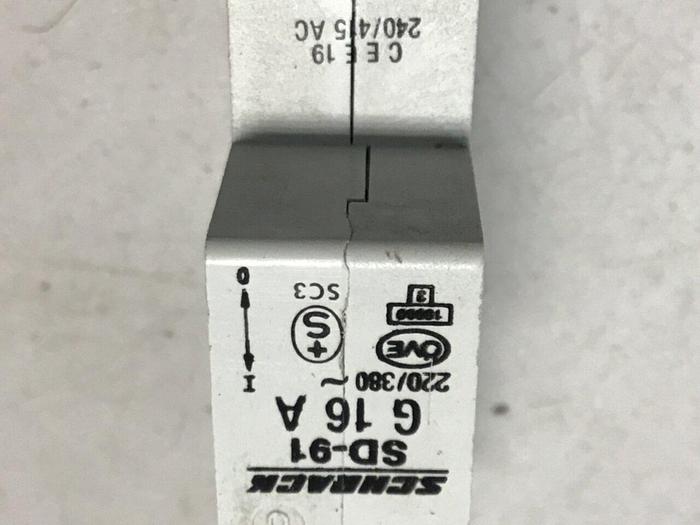 SCHRACK
SD-91
G 16 A
220/380 ~
ÖVE
10000
3
+S
SC3
I
0
C E E 19
240/415 AC